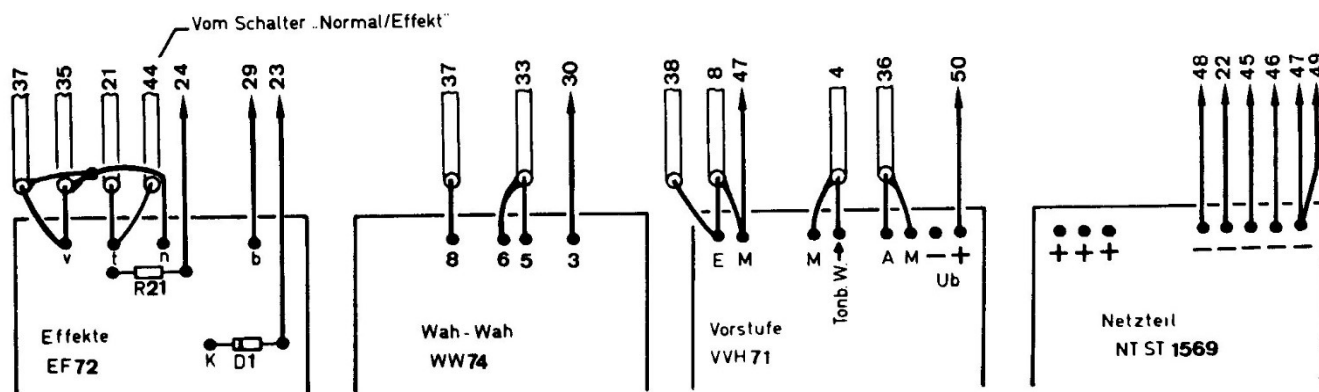 Vom Schalter „Normal/Effekt"
37 35 21 44 24 29 23 37 33 30 38 8 47 4 36 50 48 22 45 46 47 49
v t n b 8 6 5 3 E M M Tonb. W. A M − + + + + − − − − −
R21 Ub
Effekte Wah-Wah Vorstufe Netzteil
EF72 K D1 WW74 VVH71 NT ST 1569